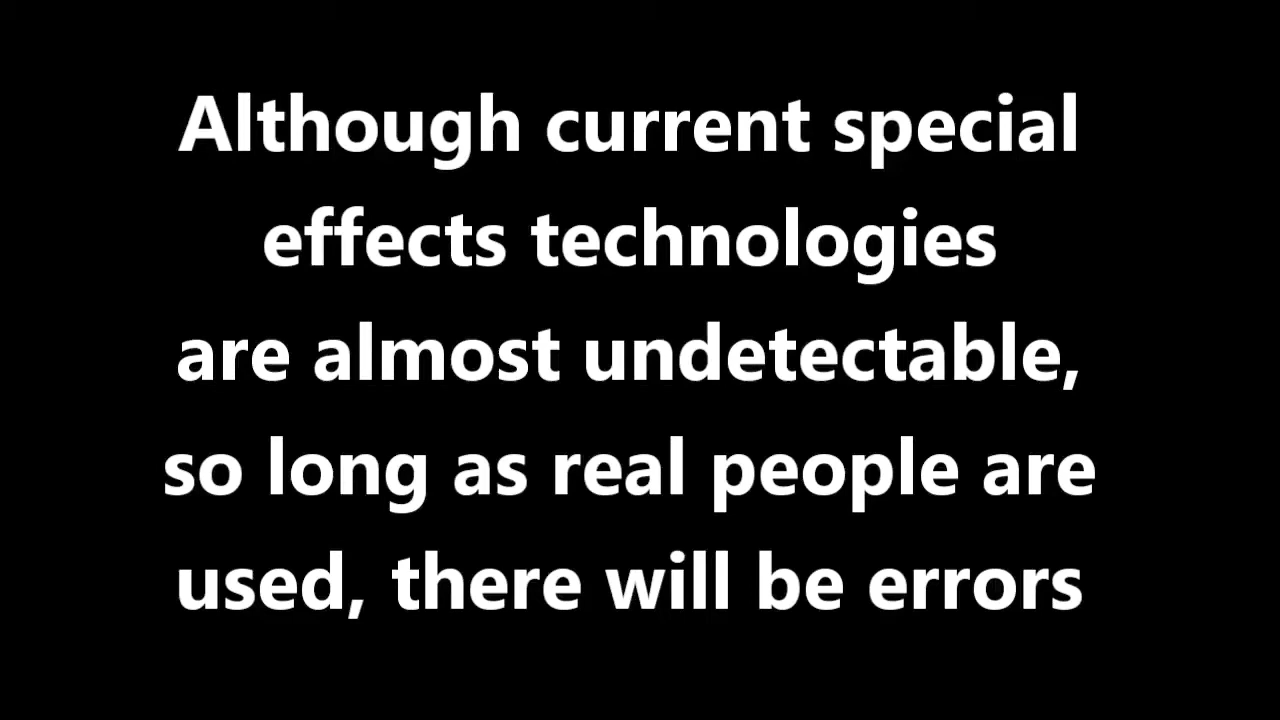 Although current special
effects technologies
are almost undetectable,
so long as real people are
used, there will be errors